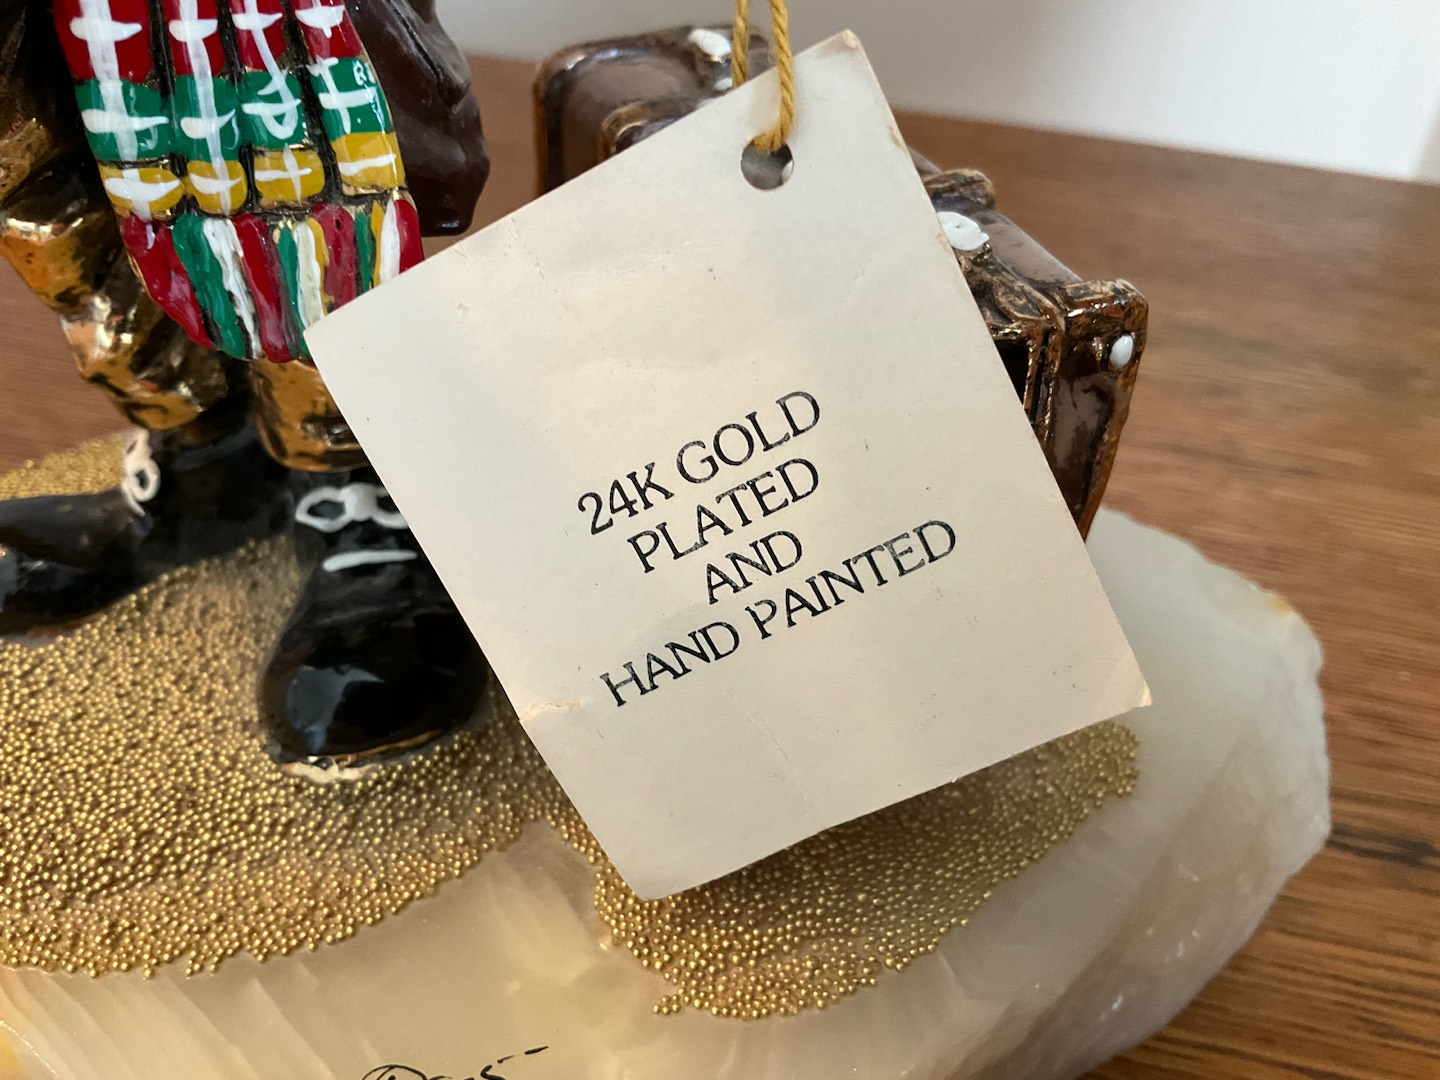 24K GOLD
PLATED
AND
HAND PAINTED